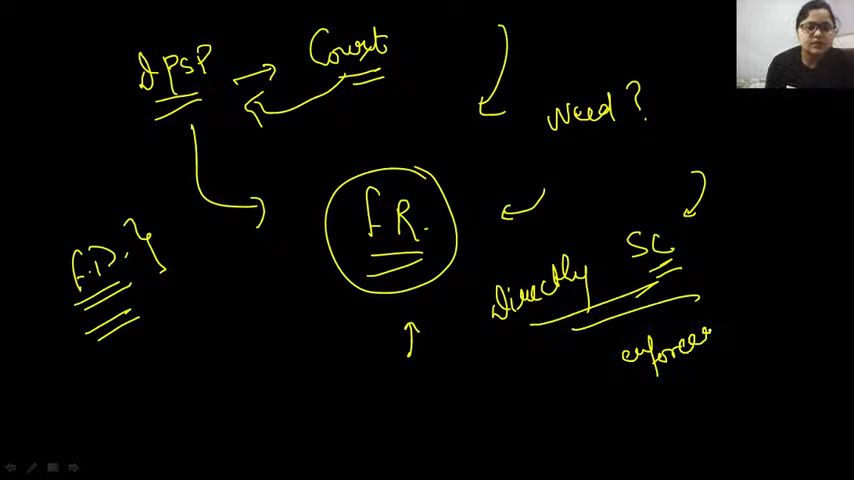 DPSP
Court
Need?
F.R.
F.D.
SC
Directly
enforce